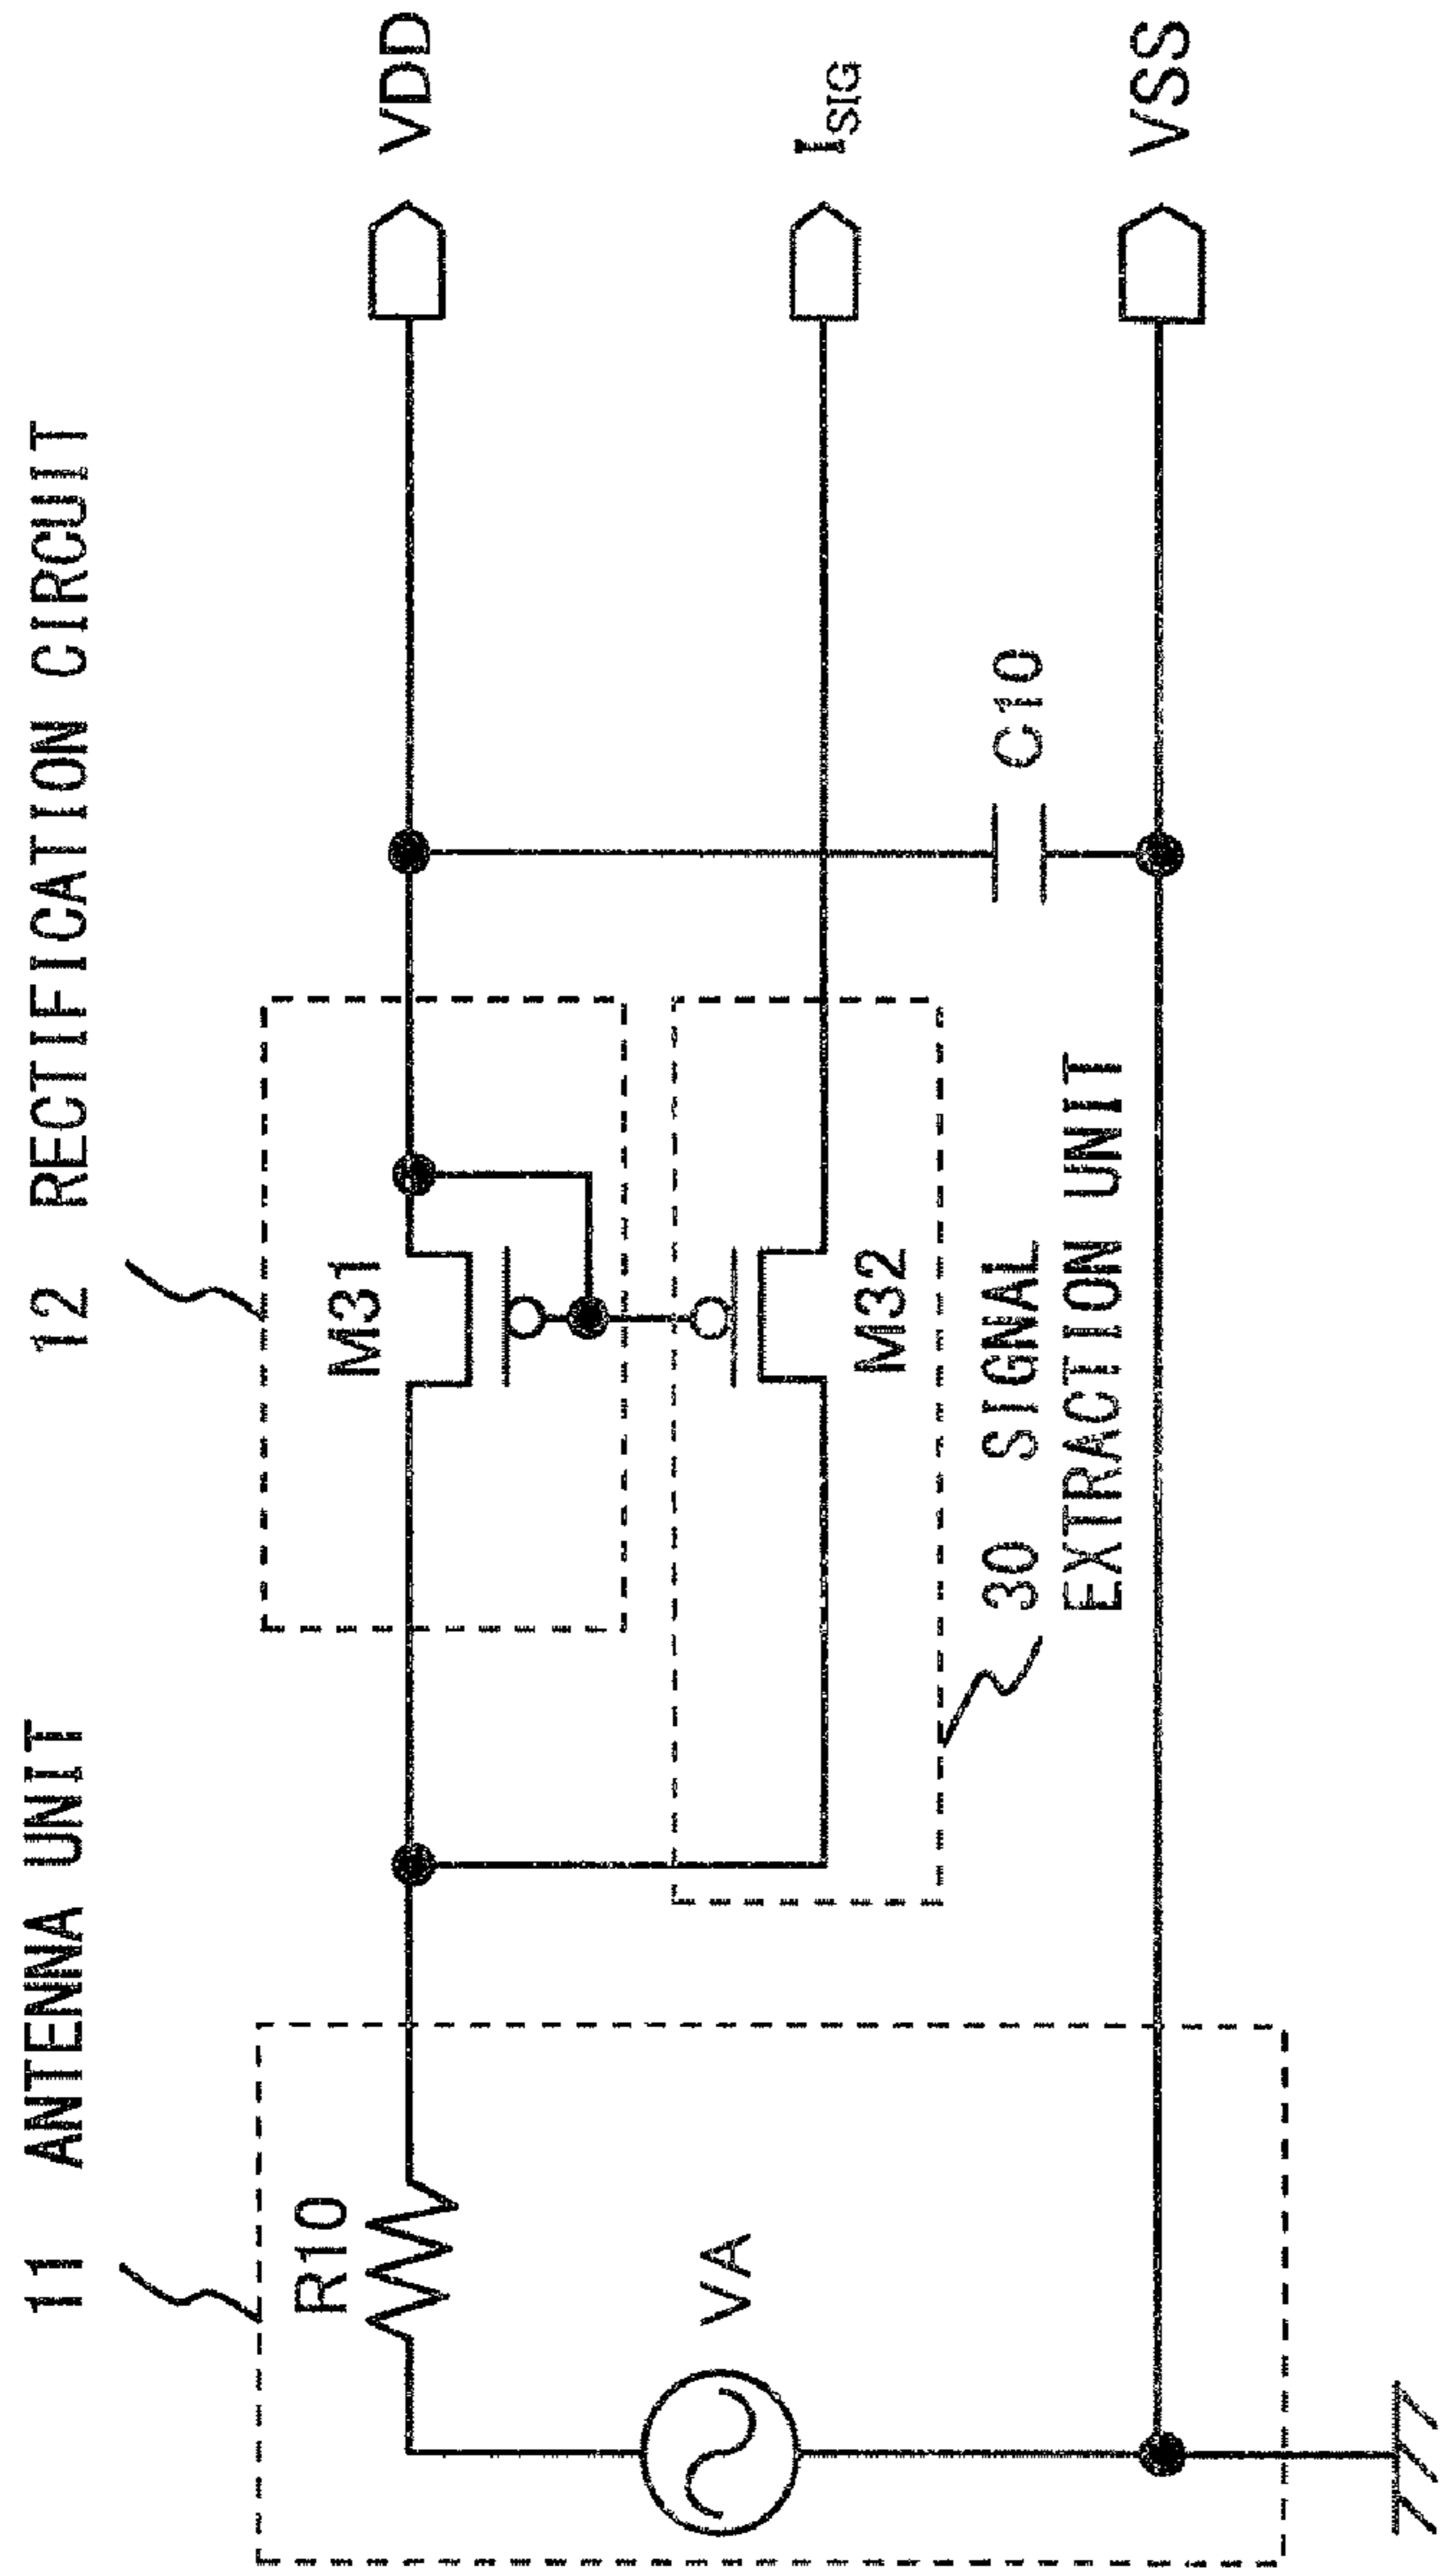 11 ANTENNA UNIT
12 RECTIFICATION CIRCUIT
R10
M31
VDD
VA
M32
ISIG
30 SIGNAL
EXTRACTION UNIT
C10
VSS